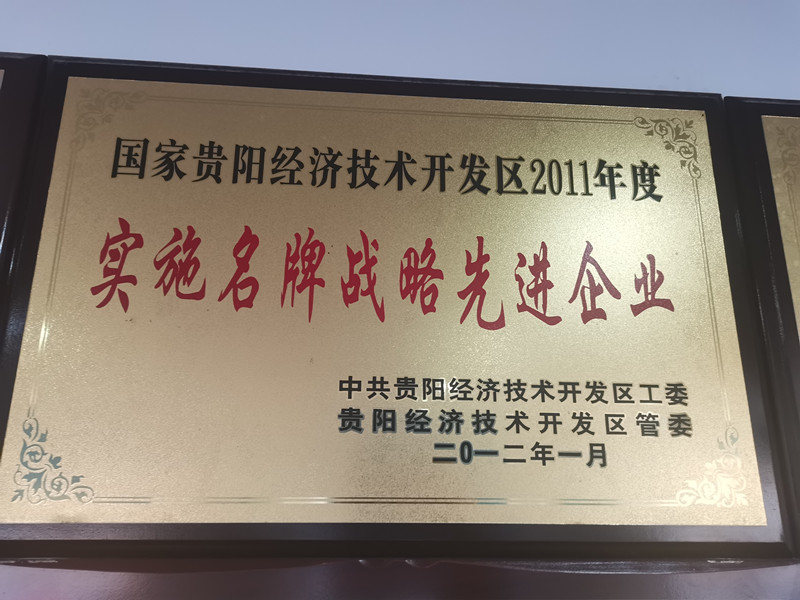 国家贵阳经济技术开发区2011年度
实施名牌战略先进企业
中共贵阳经济技术开发区工委
贵阳经济技术开发区管委
二0一二年一月